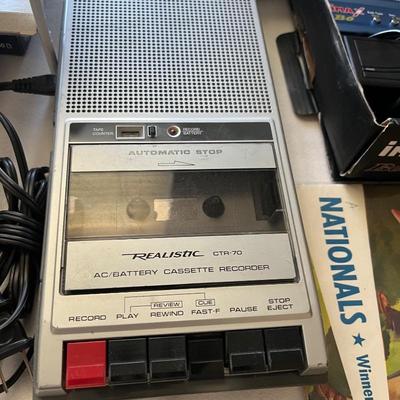 TAPE COUNTER
RECORD/BATTERY
AUTOMATIC STOP
REALISTIC CTR-70
AC/BATTERY CASSETTE RECORDER
REVIEW CUE
RECORD PLAY REWIND FAST-F PAUSE STOP EJECT
NATIONALS ★
Winner